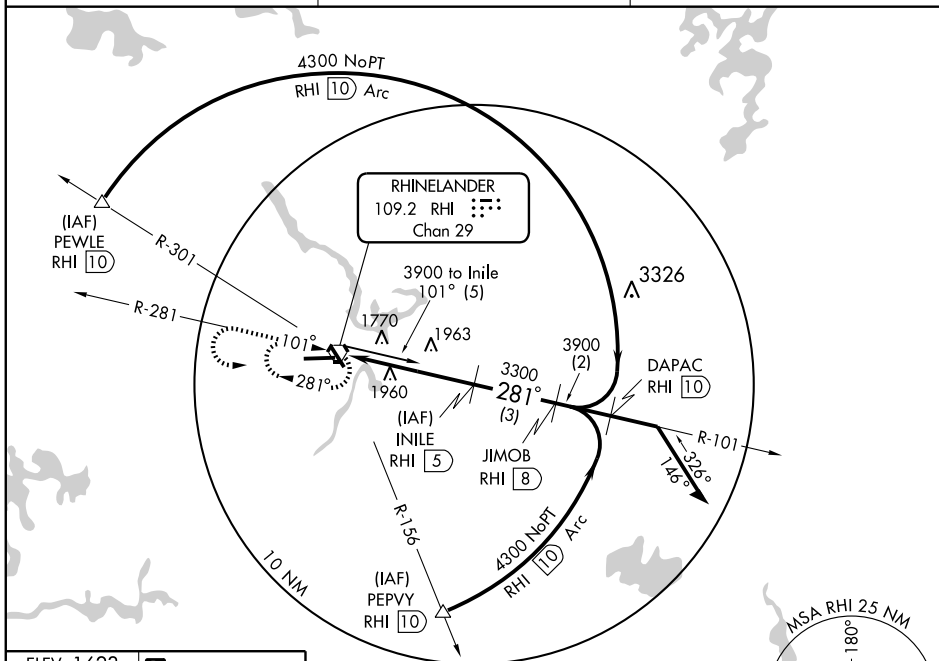 4300 NoPT
RHI 10 Arc
RHINELANDER
109.2 RHI
Chan 29
(IAF)
PEWLE
RHI 10
R-301
3900 to Inile
101° (5)
3326
R-281
1770
1963
101°
3900
(2)
DAPAC
RHI 10
281°
1960
3300
281°
(3)
(IAF)
INILE
RHI 5
JIMOB
RHI 8
R-101
326°
146°
R-156
4300 NoPT
RHI 10 Arc
10 NM
(IAF)
PEPVY
RHI 10
MSA RHI 25 NM
180°